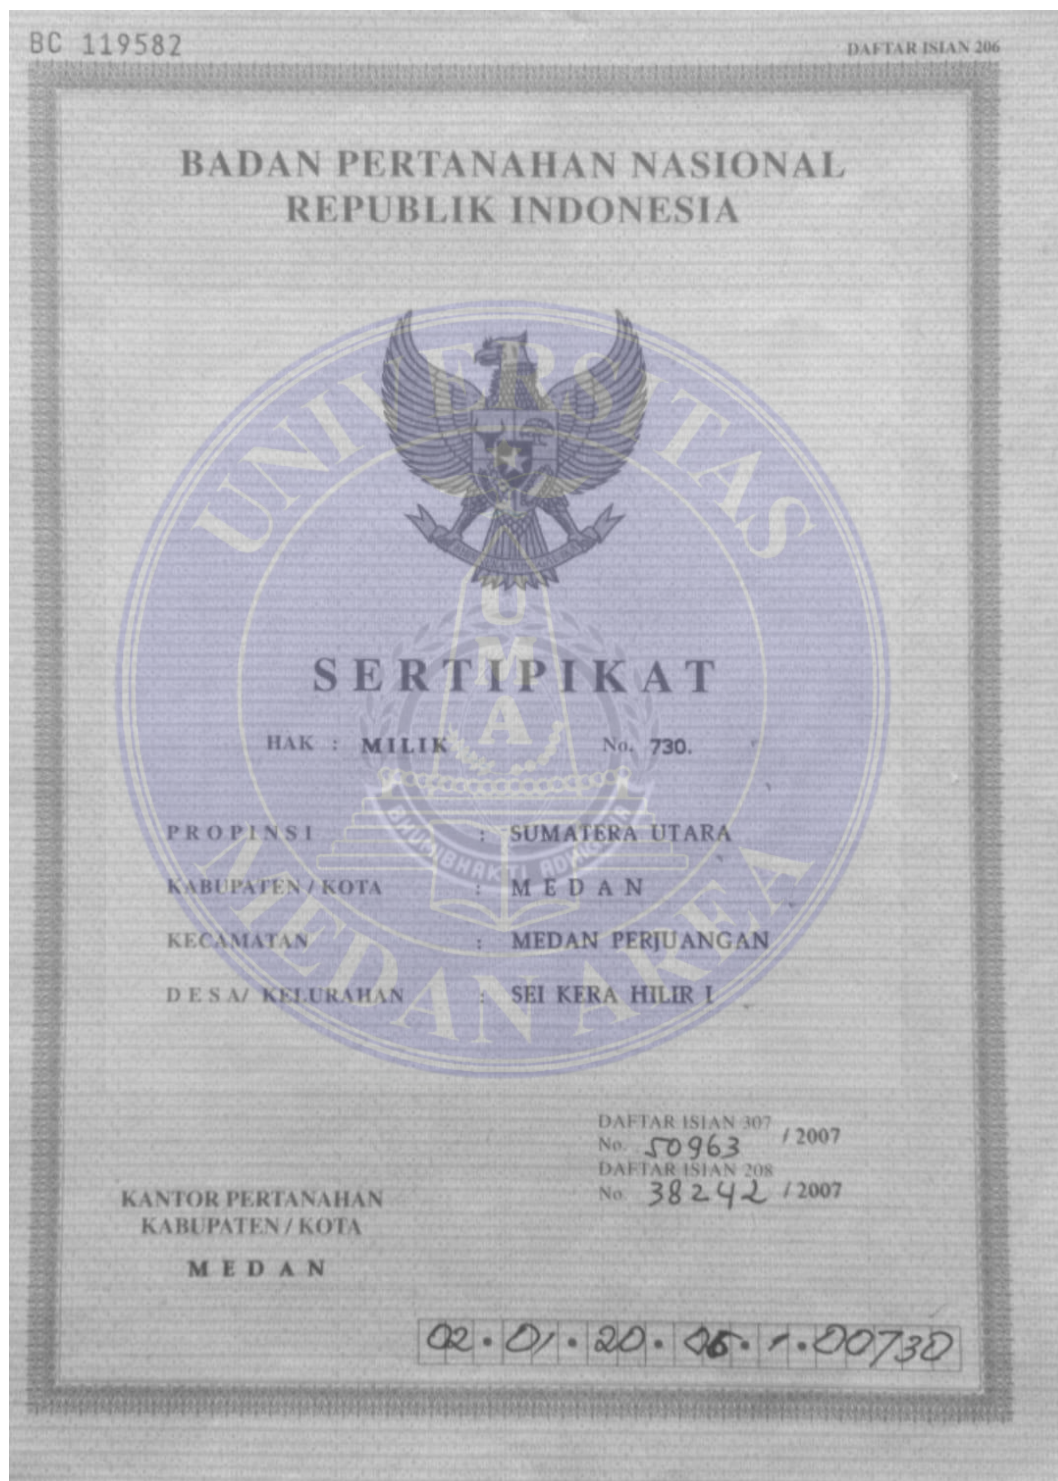 BC 119582
DAFTAR ISIAN 206
BADAN PERTANAHAN NASIONAL
REPUBLIK INDONESIA
UNIVERSITAS
UMA
SERTIPIKAT
HAK : MILIK No. 730.
PROPINSI : SUMATERA UTARA
KABUPATEN / KOTA : MEDAN
KECAMATAN : MEDAN PERJUANGAN
DESA/ KELURAHAN : SEI KERA HILIR I
MEDAN AREA
DAFTAR ISIAN 307
No. 50963 / 2007
DAFTAR ISIAN 208
No. 38242 / 2007
KANTOR PERTANAHAN
KABUPATEN / KOTA
MEDAN
02.01.20.06.1.00730